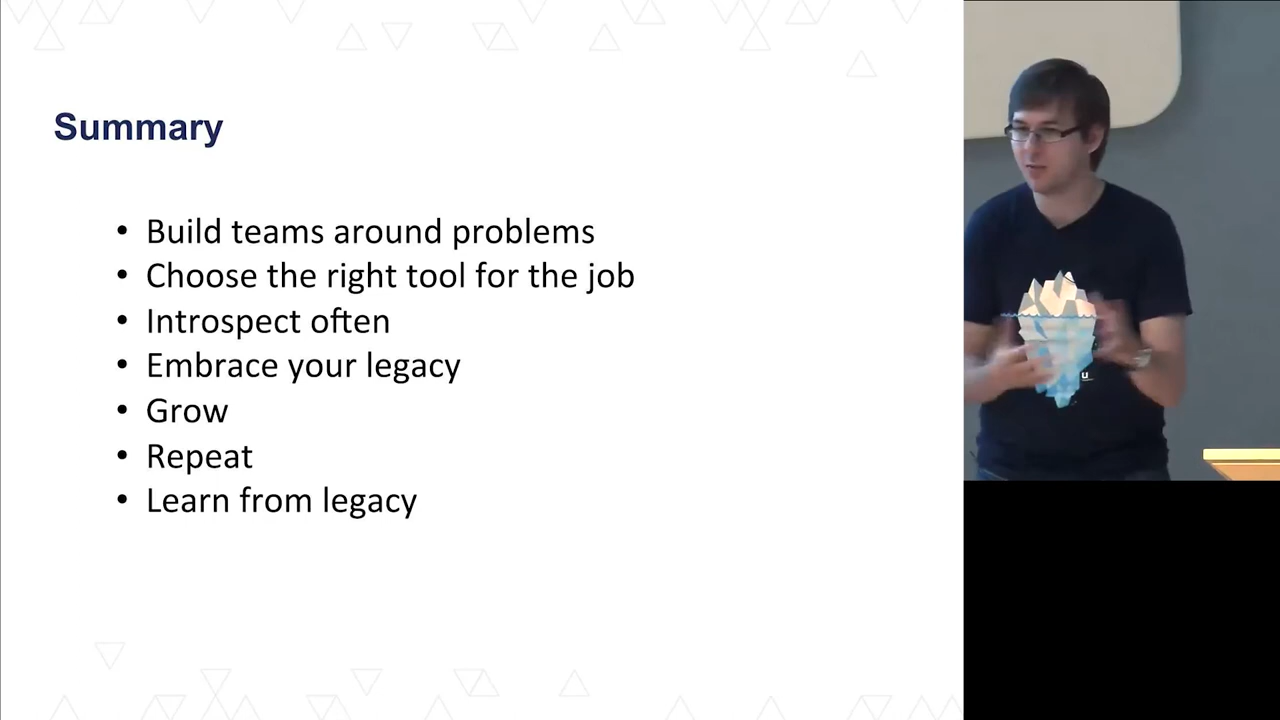 Summary
• Build teams around problems
• Choose the right tool for the job
• Introspect often
• Embrace your legacy
• Grow
• Repeat
• Learn from legacy
u